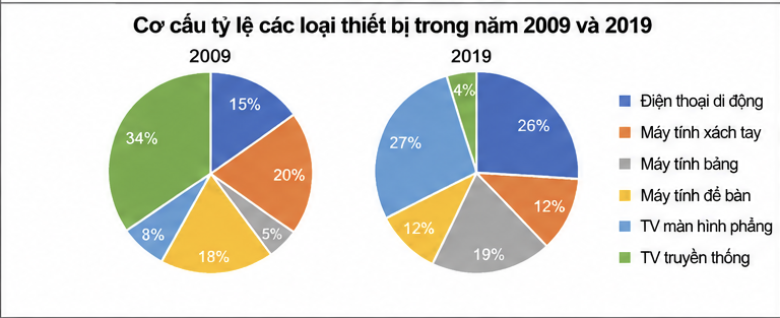 Cơ cấu tỷ lệ các loại thiết bị trong năm 2009 và 2019
2009
15%
20%
5%
18%
8%
34%
2019
26%
12%
19%
12%
27%
4%
Điện thoại di động
Máy tính xách tay
Máy tính bảng
Máy tính để bàn
TV màn hình phẳng
TV truyền thống